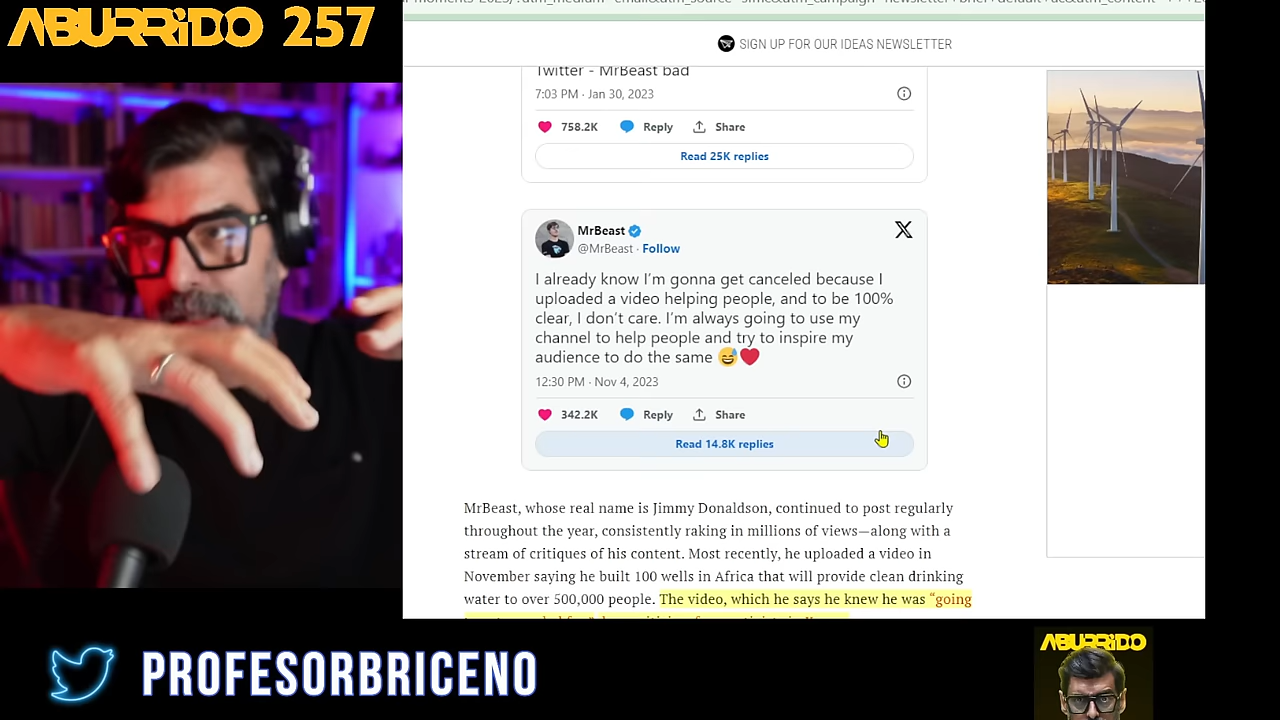 ABURRiDO 257
SIGN UP FOR OUR IDEAS NEWSLETTER
Twitter - MrBeast bad
7:03 PM · Jan 30, 2023
758.2K Reply Share
Read 25K replies
MrBeast
@MrBeast · Follow
I already know I'm gonna get canceled because I
uploaded a video helping people, and to be 100%
clear, I don't care. I'm always going to use my
channel to help people and try to inspire my
audience to do the same 😅❤️
12:30 PM · Nov 4, 2023
342.2K Reply Share
Read 14.8K replies
MrBeast, whose real name is Jimmy Donaldson, continued to post regularly
throughout the year, consistently raking in millions of views—along with a
stream of critiques of his content. Most recently, he uploaded a video in
November saying he built 100 wells in Africa that will provide clean drinking
water to over 500,000 people. The video, which he says he knew he was “going
PROFESORBRICENO
ABURRiDO